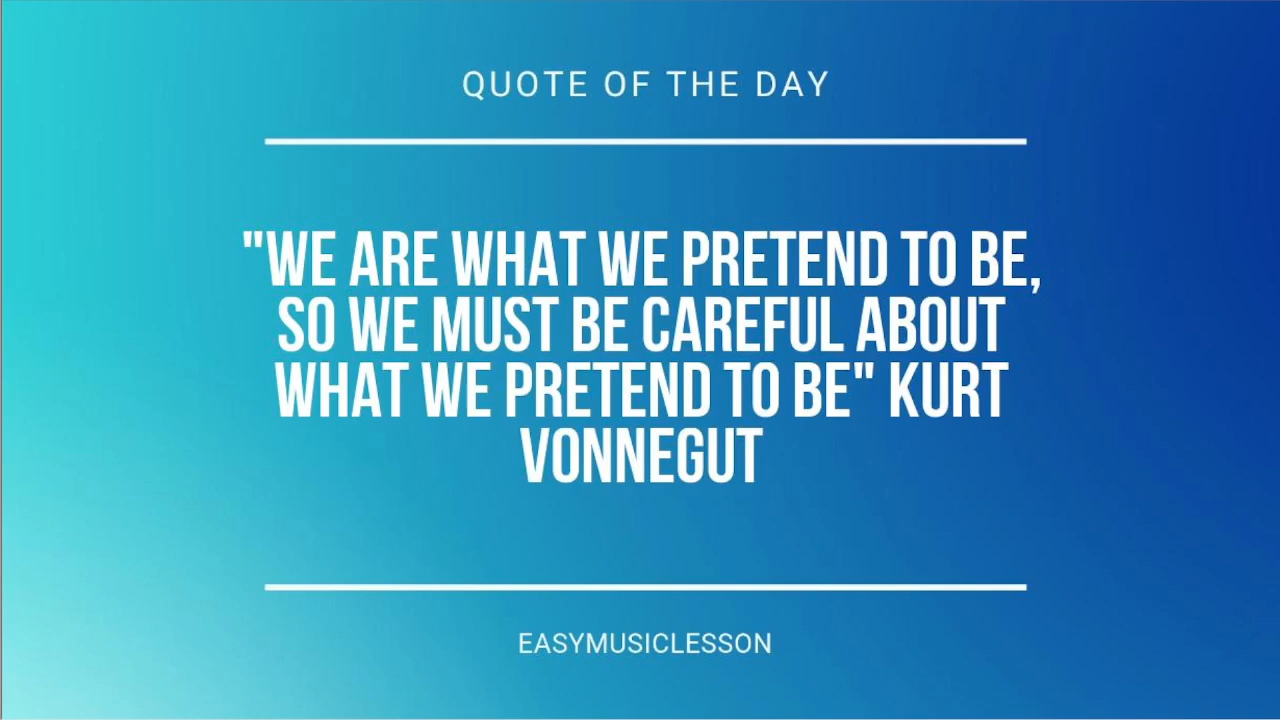 QUOTE OF THE DAY
"WE ARE WHAT WE PRETEND TO BE,
SO WE MUST BE CAREFUL ABOUT
WHAT WE PRETEND TO BE" KURT
VONNEGUT
EASYMUSICLESSON